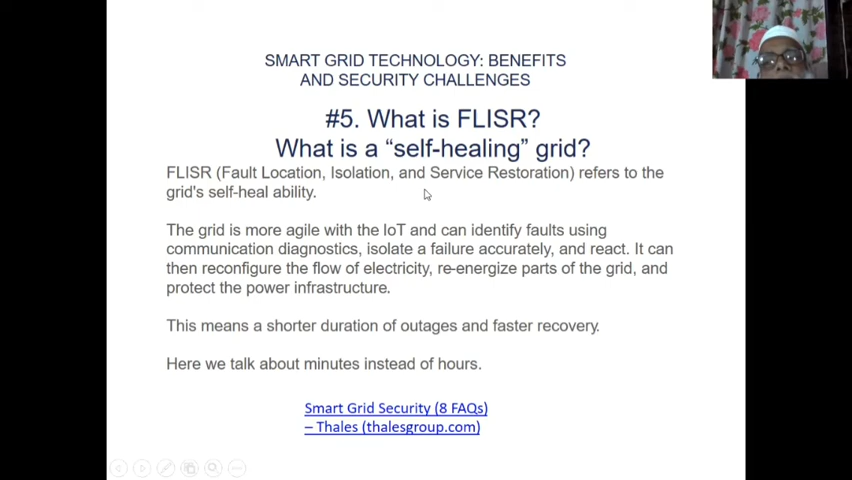 SMART GRID TECHNOLOGY: BENEFITS
AND SECURITY CHALLENGES
#5. What is FLISR?
What is a “self-healing” grid?
FLISR (Fault Location, Isolation, and Service Restoration) refers to the
grid's self-heal ability.
The grid is more agile with the IoT and can identify faults using
communication diagnostics, isolate a failure accurately, and react. It can
then reconfigure the flow of electricity, re-energize parts of the grid, and
protect the power infrastructure.
This means a shorter duration of outages and faster recovery.
Here we talk about minutes instead of hours.
Smart Grid Security (8 FAQs)
– Thales (thalesgroup.com)